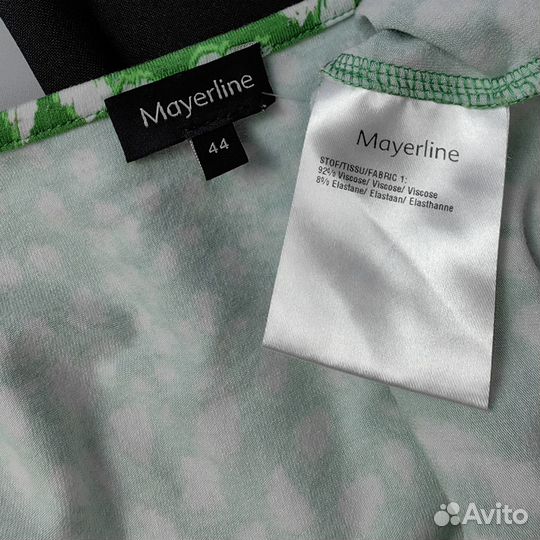 Mayerline
44
Mayerline
STOF/TISSU/FABRIC 1:
92% Viscose/ Viscose/ Viscose
8% Elastane/ Elastaan/ Elasthanne
Avito